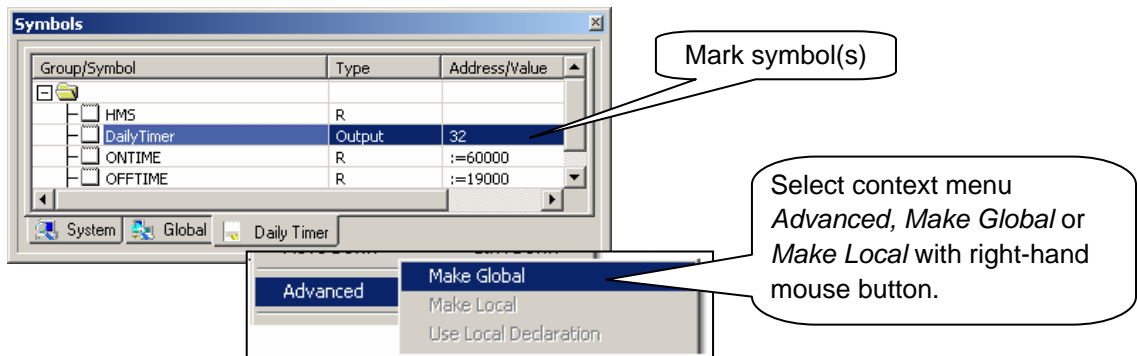 Symbols
Group/Symbol Type Address/Value
HMS R
DailyTimer Output 32
ONTIME R :=60000
OFFTIME R :=19000
System Global Daily Timer
Mark symbol(s)
Advanced
Make Global
Make Local
Use Local Declaration
Select context menu
Advanced, Make Global or
Make Local with right-hand
mouse button.